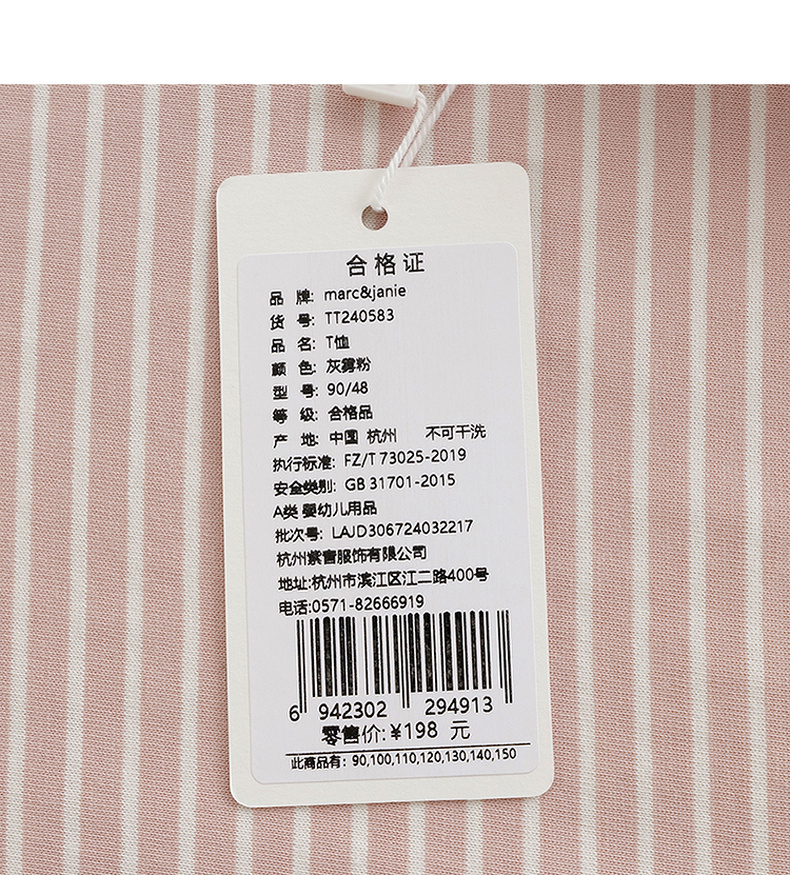 合格证
品 牌: marc&janie
货 号: TT240583
品 名: T恤
颜 色: 灰雾粉
型 号: 90/48
等 级: 合格品
产 地: 中国 杭州 不可干洗
执行标准: FZ/T 73025-2019
安全类别: GB 31701-2015
A类 婴幼儿用品
批次号: LAJD306724032217
杭州紫萱服饰有限公司
地址:杭州市滨江区江二路400号
电话:0571-82666919
6 942302 294913
零售价:¥198 元
此商品有: 90,100,110,120,130,140,150